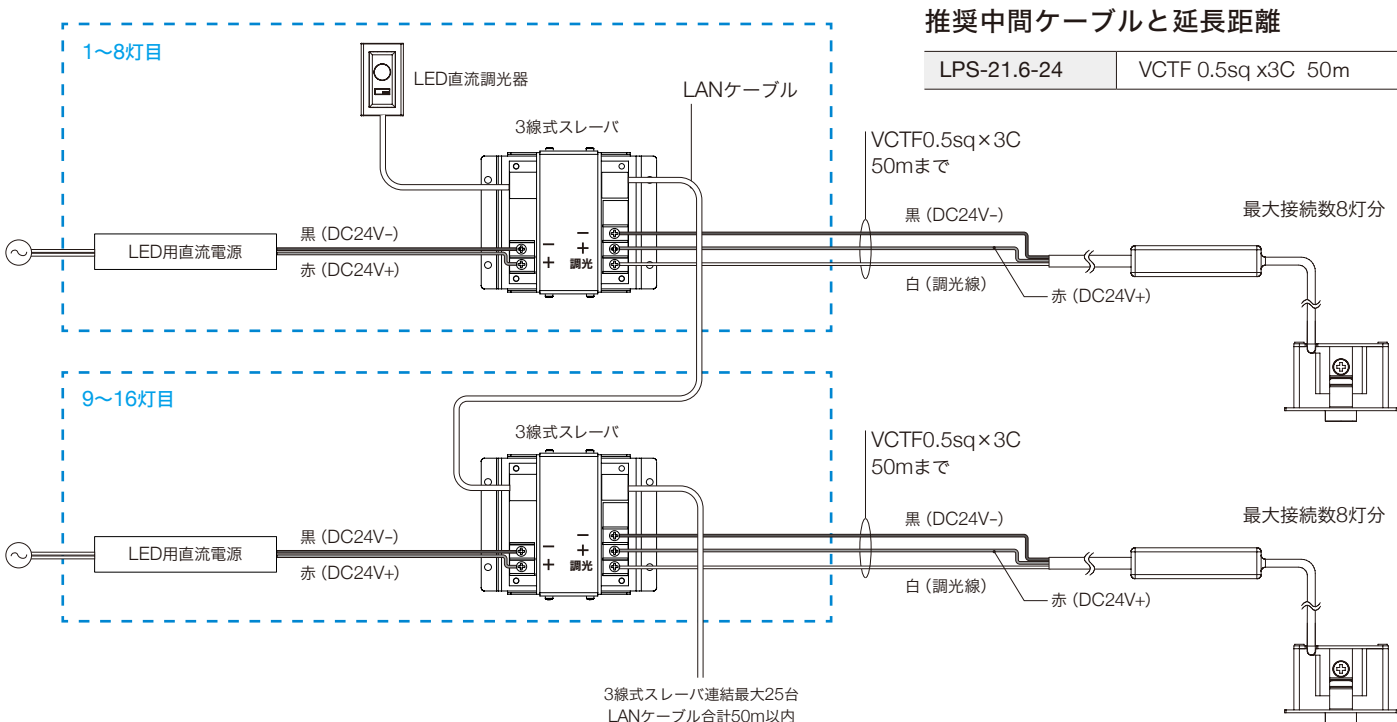 推奨中間ケーブルと延長距離
LPS-21.6-24 VCTF 0.5sq x3C 50m
1〜8灯目
LED直流調光器
LANケーブル
3線式スレーバ
VCTF0.5sq×3C
50mまで
黒 (DC24V-)
最大接続数8灯分
LED用直流電源
黒 (DC24V-)
赤 (DC24V+)
−
+
−
+
調光
白 (調光線)
赤 (DC24V+)
9〜16灯目
3線式スレーバ
VCTF0.5sq×3C
50mまで
黒 (DC24V-)
最大接続数8灯分
LED用直流電源
黒 (DC24V-)
赤 (DC24V+)
−
+
−
+
調光
白 (調光線)
赤 (DC24V+)
3線式スレーバ連結最大25台
LANケーブル合計50m以内